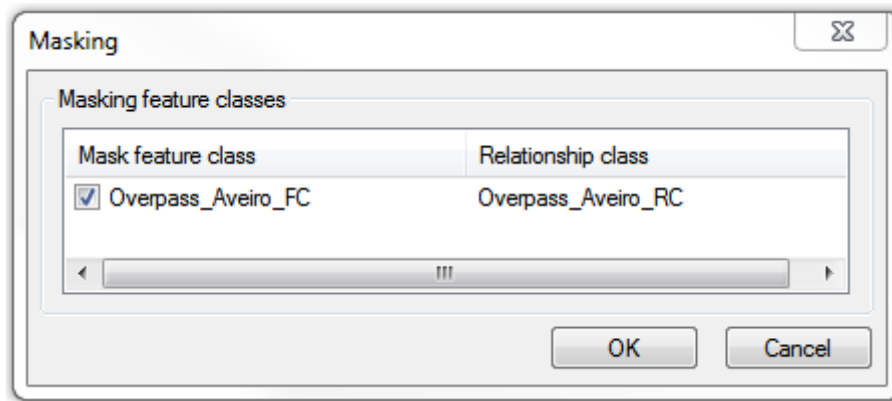 Masking
Masking feature classes
Mask feature class Relationship class
Overpass_Aveiro_FC Overpass_Aveiro_RC
OK Cancel